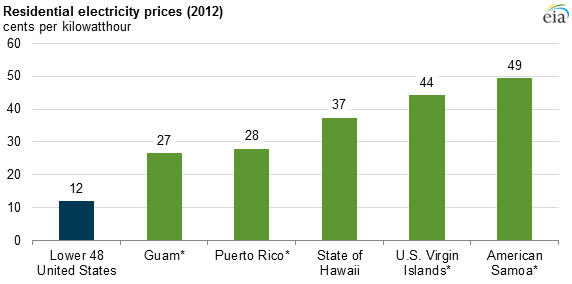 Residential electricity prices (2012)
cents per kilowatthour
eia
60
50
40
30
20
10
0
12
27
28
37
44
49
Lower 48
United States
Guam*
Puerto Rico*
State of
Hawaii
U.S. Virgin
Islands*
American
Samoa*